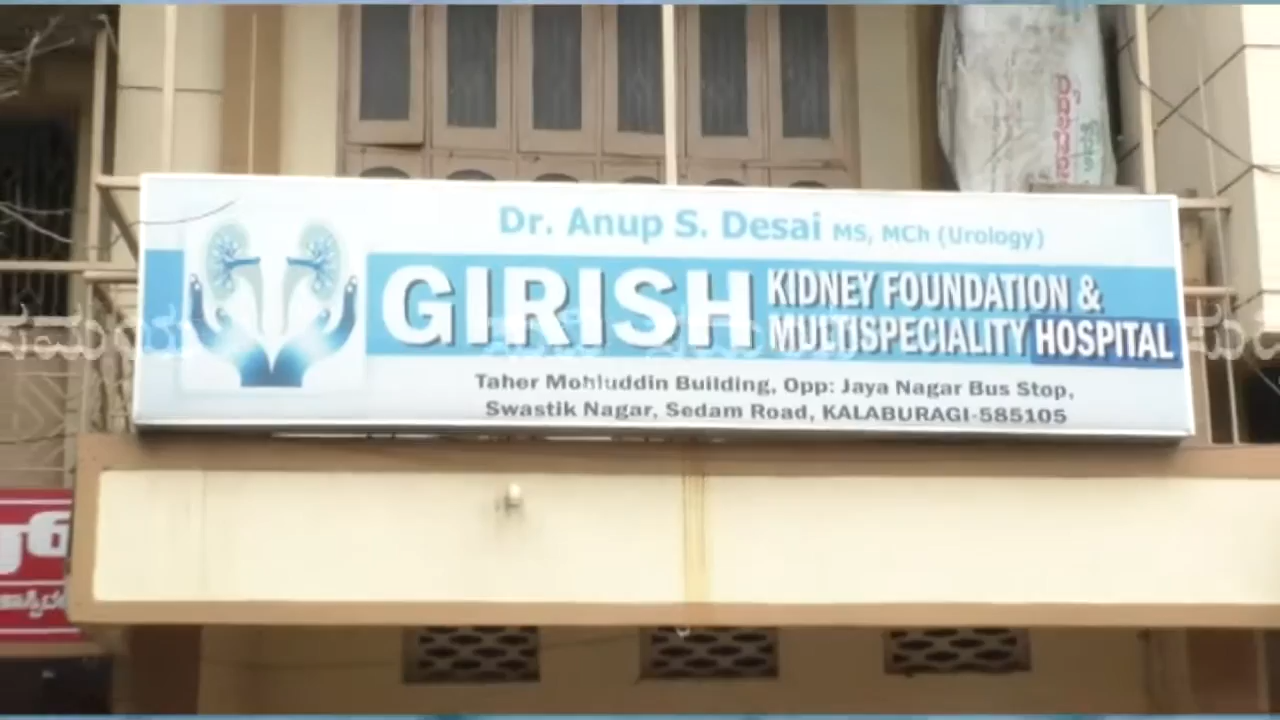 Dr. Anup S. Desai MS, MCh (Urology)
GIRISH KIDNEY FOUNDATION &
MULTISPECIALITY HOSPITAL
Taher Mohiuddin Building, Opp: Jaya Nagar Bus Stop,
Swastik Nagar, Sedam Road, KALABURAGI-585105